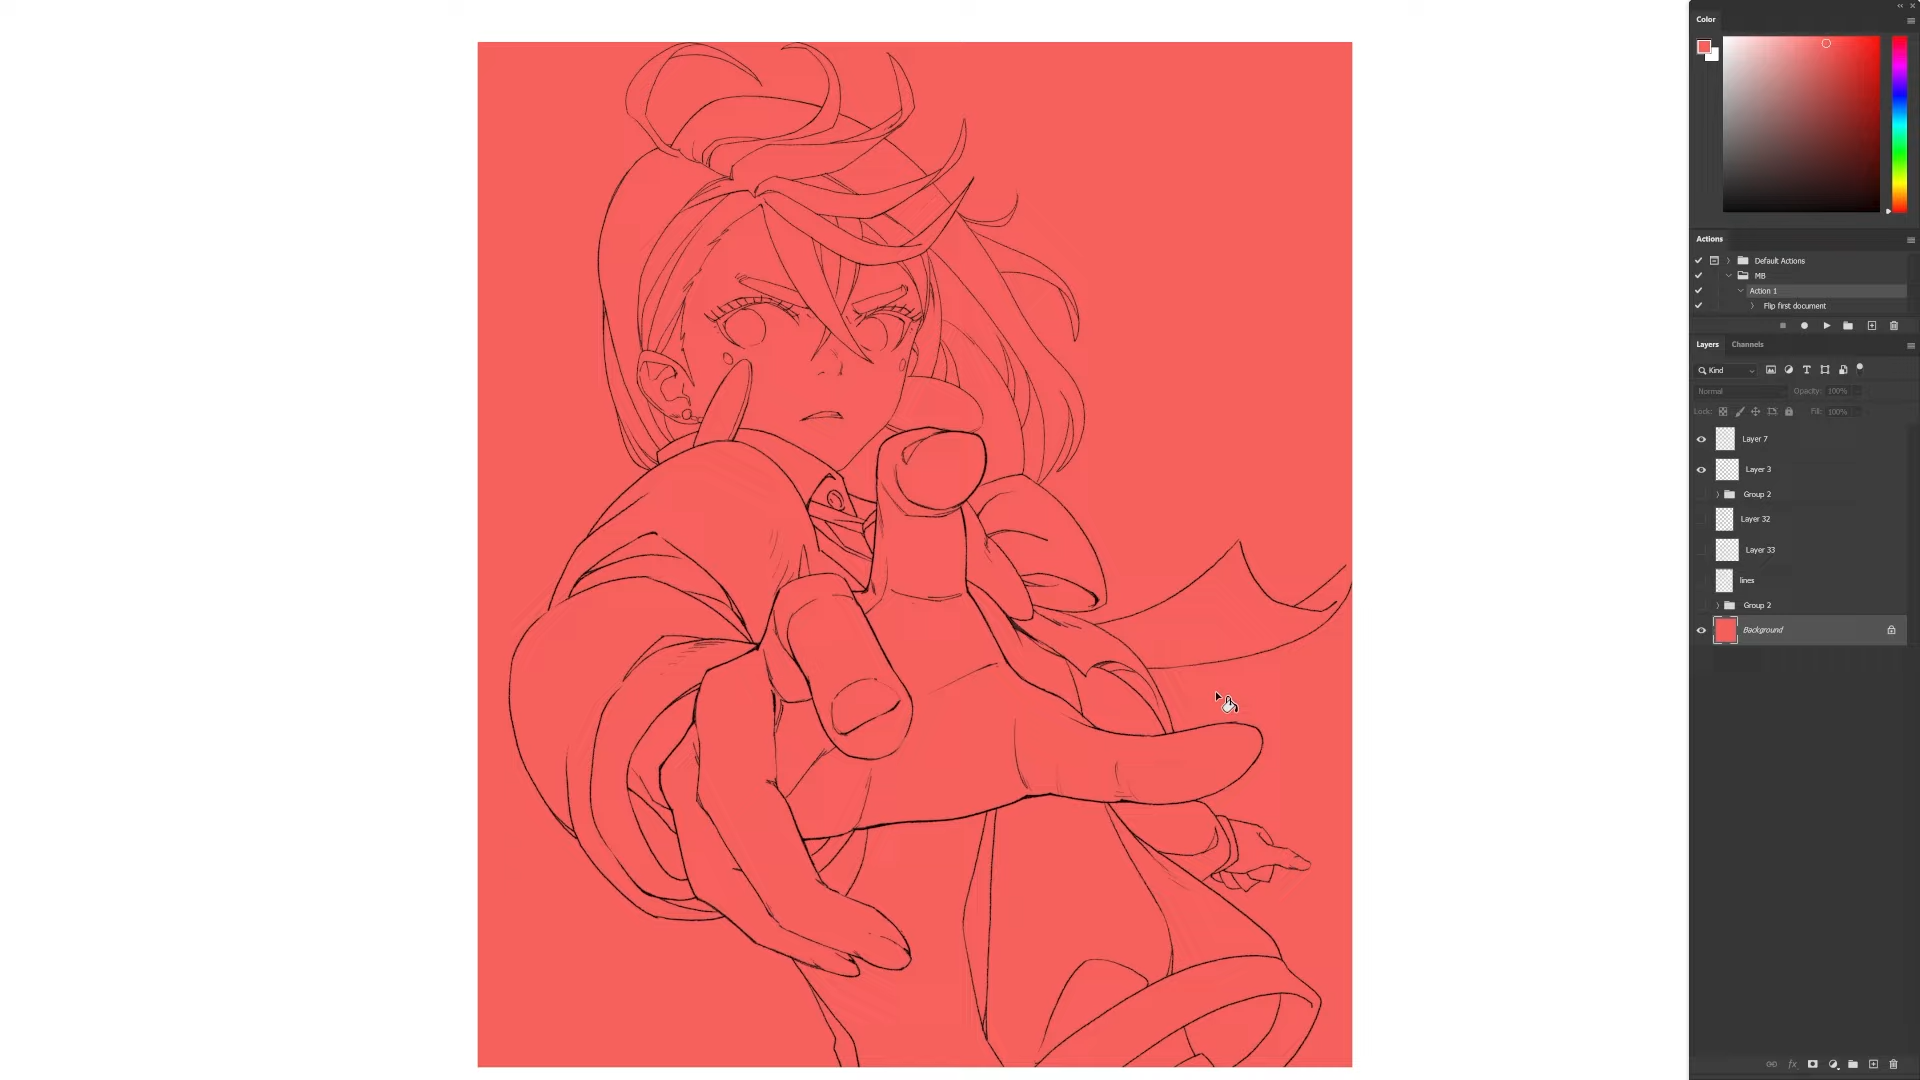 Color
Actions
Default Actions
MB
Action 1
Flip first document
Layers Channels
Kind
Normal Opacity: 100%
Lock: Fill: 100%
Layer 7
Layer 3
Group 2
Layer 32
Layer 33
lines
Group 2
Background
fx